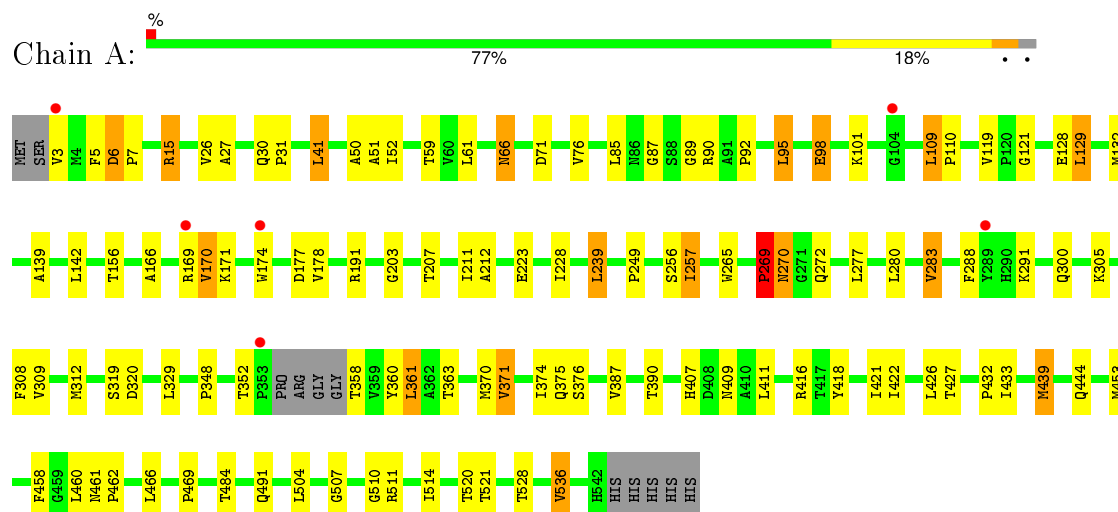 %
Chain A:
77% 18% • •
MET SER V3 M4 F5 D6 P7 R15 V26 A27 Q30 P31 L41 A50 A51 I52 T59 V60 L61 N66 D71 V76 L85 N86 G87 S88 G89 R90 A91 P92 L95 E98 K101 G104 L109 P110 V119 P120 G121 E128 L129 M132
A139 L142 T156 A166 R169 V170 K171 W174 D177 V178 R191 G203 T207 I211 A212 E223 I228 L239 P249 S256 I257 W265 P269 N270 G271 Q272 L277 L280 V283 F288 Y289 H290 K291 Q300 K305
F308 V309 M312 S319 D320 L329 P348 T352 P353 PRO ARG GLY GLY T358 V359 Y360 L361 A362 T363 M370 V371 I374 Q375 S376 V387 T390 H407 D408 N409 A410 L411 R416 T417 Y418 I421 I422 L426 T427 P432 I433 M439 Q444 M453
F458 G459 L460 N461 P462 L466 P469 T484 Q491 L504 G507 G510 R511 I514 T520 T521 T528 V536 H542 HIS HIS HIS HIS HIS